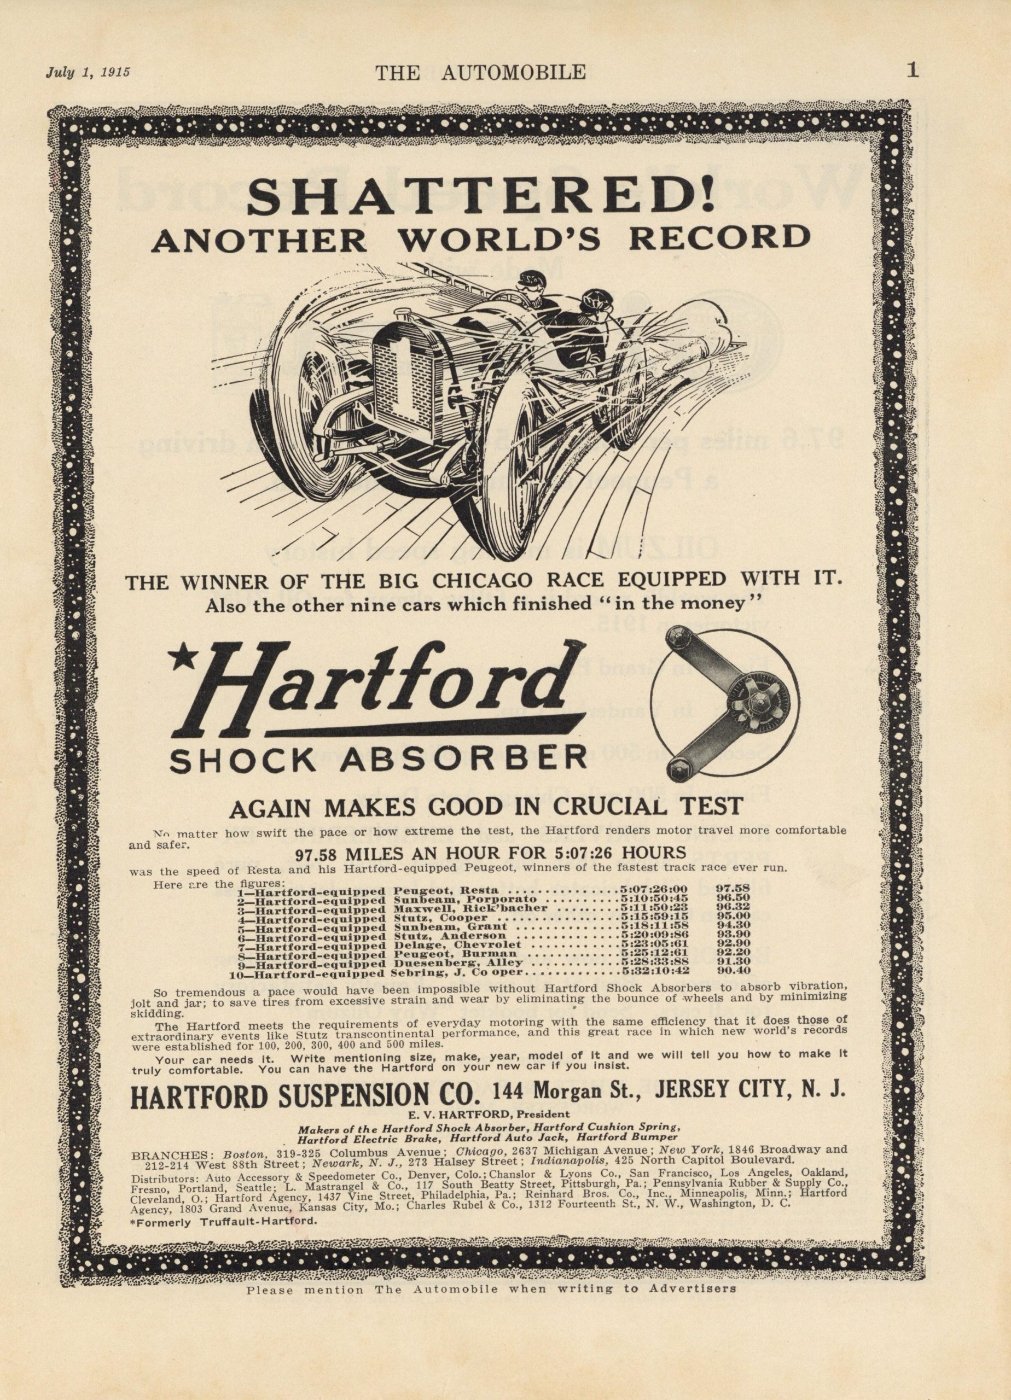 July 1, 1915
THE AUTOMOBILE
1
SHATTERED!
ANOTHER WORLD'S RECORD
1
THE WINNER OF THE BIG CHICAGO RACE EQUIPPED WITH IT.
Also the other nine cars which finished "in the money"
*Hartford
SHOCK ABSORBER
AGAIN MAKES GOOD IN CRUCIAL TEST
No matter how swift the pace or how extreme the test, the Hartford renders motor travel more comfortable
and safer.
97.58 MILES AN HOUR FOR 5:07:26 HOURS
was the speed of Resta and his Hartford-equipped Peugeot, winners of the fastest track race ever run.
Here are the figures:
1—Hartford-equipped Peugeot, Resta ..............5:07:26:00 97.58
2—Hartford-equipped Sunbeam, Porporato .........5:10:50:45 96.50
3—Hartford-equipped Maxwell, Rick'bacher ........5:11:50:23 96.32
4—Hartford-equipped Stutz, Cooper ...............5:15:59:15 95.00
5—Hartford-equipped Sunbeam, Grant .............5:18:11:58 94.30
6—Hartford-equipped Stutz, Anderson .............5:20:09:86 93.90
7—Hartford-equipped Delage, Chevrolet ...........5:23:05:61 92.90
8—Hartford-equipped Peugeot, Burman ............5:25:12:61 92.20
9—Hartford-equipped Duesenberg, Alley ...........5:28:33:88 91.30
10—Hartford-equipped Sebring, J. Co oper............5:32:10:42 90.40
So tremendous a pace would have been impossible without Hartford Shock Absorbers to absorb vibration,
jolt and jar; to save tires from excessive strain and wear by eliminating the bounce of wheels and by minimizing
skidding.
The Hartford meets the requirements of everyday motoring with the same efficiency that it does those of
extraordinary events like Stutz transcontinental performance, and this great race in which new world's records
were established for 100, 200, 300, 400 and 500 miles.
Your car needs it. Write mentioning size, make, year, model of it and we will tell you how to make it
truly comfortable. You can have the Hartford on your new car if you insist.
HARTFORD SUSPENSION CO. 144 Morgan St., JERSEY CITY, N. J.
E. V. HARTFORD, President
Makers of the Hartford Shock Absorber, Hartford Cushion Spring,
Hartford Electric Brake, Hartford Auto Jack, Hartford Bumper
BRANCHES: Boston, 319-325 Columbus Avenue; Chicago, 2637 Michigan Avenue; New York, 1846 Broadway and
212-214 West 88th Street; Newark, N. J., 273 Halsey Street; Indianapolis, 425 North Capitol Boulevard.
Distributors: Auto Accessory & Speedometer Co., Denver, Colo.; Chanslor & Lyons Co., San Francisco, Los Angeles, Oakland,
Fresno, Portland, Seattle; L. Mastrangel & Co., 117 South Beatty Street, Pittsburgh, Pa.; Pennsylvania Rubber & Supply Co.,
Cleveland, O.; Hartford Agency, 1437 Vine Street, Philadelphia, Pa.; Reinhard Bros. Co., Inc., Minneapolis, Minn.; Hartford
Agency, 1803 Grand Avenue, Kansas City, Mo.; Charles Rubel & Co., 1312 Fourteenth St., N. W., Washington, D. C.
*Formerly Truffault-Hartford.
Please mention The Automobile when writing to Advertisers